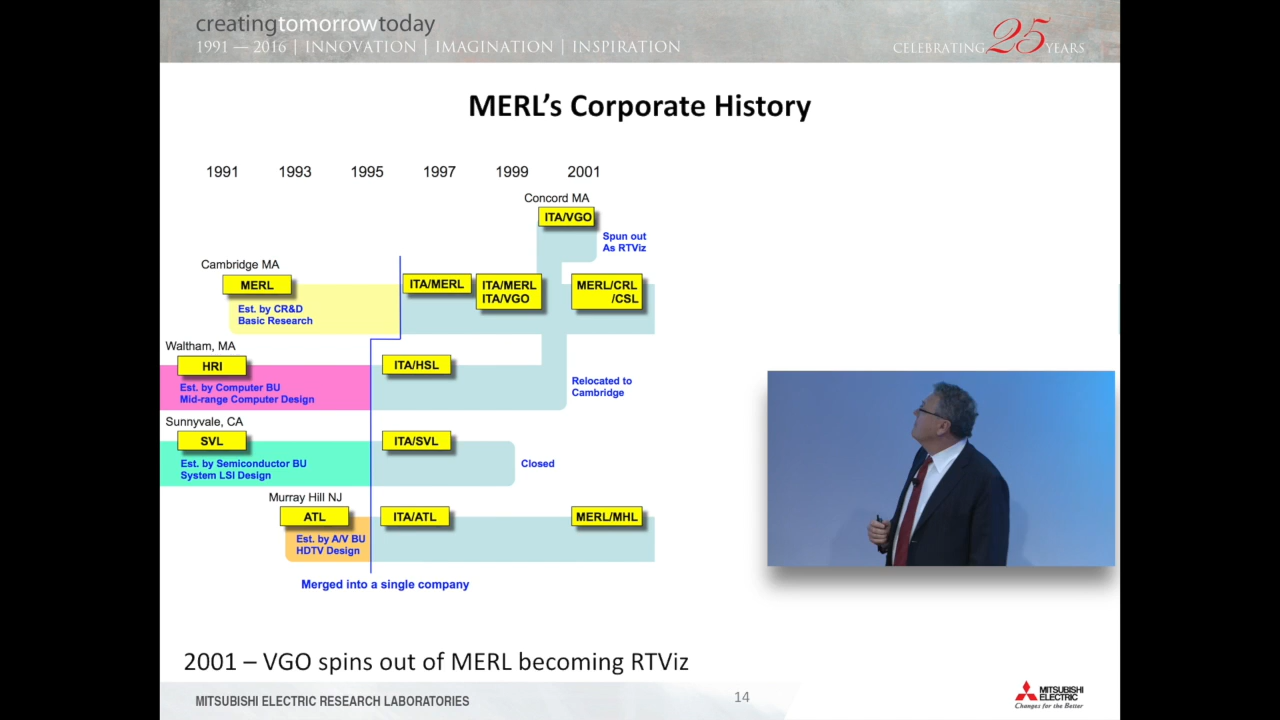 creatingtomorrowtoday
1991 — 2016 | INNOVATION | IMAGINATION | INSPIRATION
CELEBRATING 25 YEARS
MERL's Corporate History
1991 1993 1995 1997 1999 2001
Concord MA
ITA/VGO
Spun out
As RTViz
Cambridge MA
MERL
Est. by CR&D
Basic Research
ITA/MERL
ITA/MERL
ITA/VGO
MERL/CRL
/CSL
Waltham, MA
HRI
Est. by Computer BU
Mid-range Computer Design
ITA/HSL
Relocated to
Cambridge
Sunnyvale, CA
SVL
Est. by Semiconductor BU
System LSI Design
ITA/SVL
Closed
Murray Hill NJ
ATL
Est. by A/V BU
HDTV Design
ITA/ATL
MERL/MHL
Merged into a single company
2001 – VGO spins out of MERL becoming RTViz
MITSUBISHI ELECTRIC RESEARCH LABORATORIES
14
MITSUBISHI
ELECTRIC
Changes for the Better